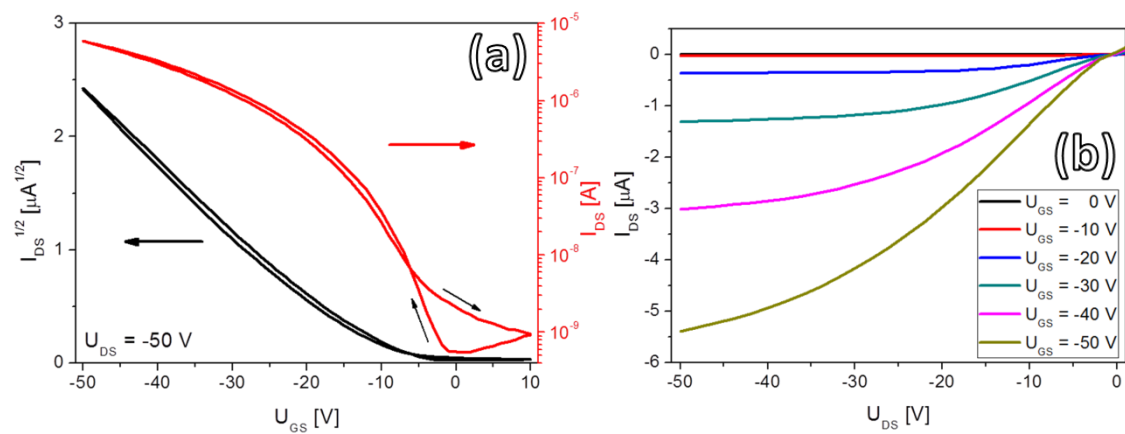 (a)
3
2
1
0
I_DS^1/2 [µA^1/2]
10^-5
10^-6
10^-7
10^-8
10^-9
I_DS [A]
U_DS = -50 V
-50 -40 -30 -20 -10 0 10
U_GS [V]
(b)
0
-1
-2
-3
-4
-5
-6
I_DS [µA]
U_GS = 0 V
U_GS = -10 V
U_GS = -20 V
U_GS = -30 V
U_GS = -40 V
U_GS = -50 V
-50 -40 -30 -20 -10 0
U_DS [V]